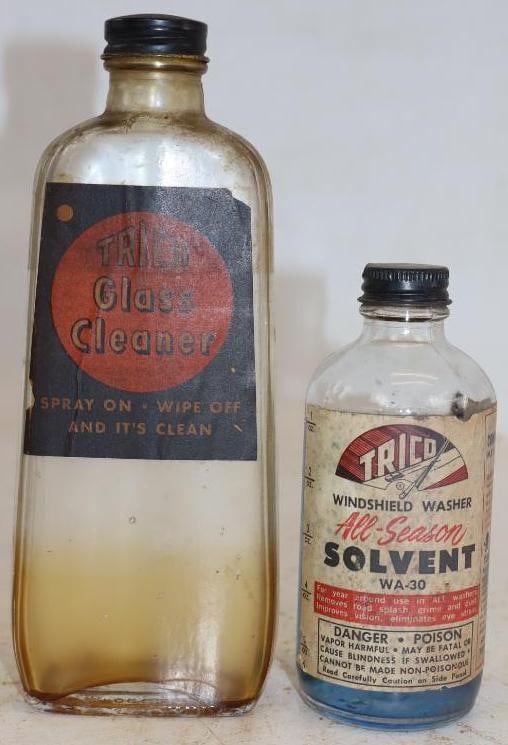 TRICO
Glass
Cleaner
SPRAY ON • WIPE OFF
AND IT'S CLEAN
TRICO
WINDSHIELD WASHER
All-Season
SOLVENT
WA-30
For year around use in ALL washers
Removes road splash, grime and dust
Improves vision, eliminates eye strain
DANGER • POISON
VAPOR HARMFUL • MAY BE FATAL OR
CAUSE BLINDNESS IF SWALLOWED •
CANNOT BE MADE NON-POISONOUS
Read Carefully Caution on Side Panel